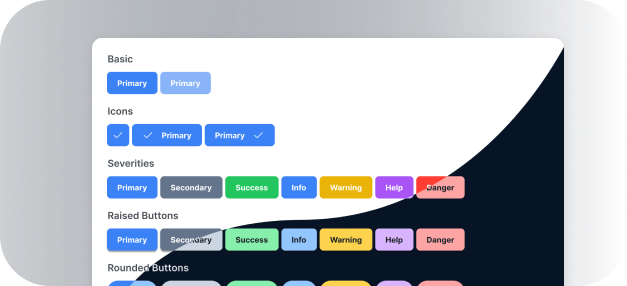 Basic
Primary Primary
Icons
Primary Primary
Severities
Primary Secondary Success Info Warning Help Danger
Raised Buttons
Primary Secondary Success Info Warning Help Danger
Rounded Buttons